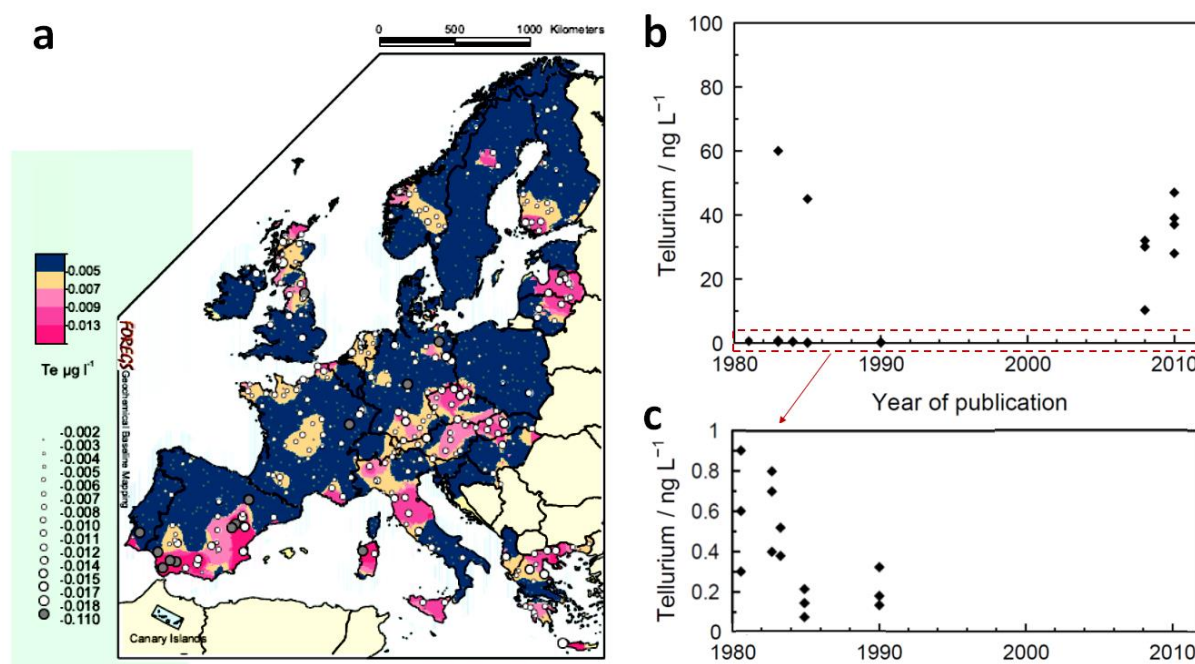 a
0 500 1000 Kilometers
0.005
0.007
0.009
0.013
Te µg l⁻¹
FOREGS Geochemical Baseline Mapping
-0.002
-0.003
-0.004
-0.005
-0.006
-0.007
-0.008
-0.010
-0.011
-0.012
-0.014
-0.015
-0.017
-0.018
-0.110
Canary Islands
b
Tellurium / ng L⁻¹
100
80
60
40
20
0
1980 1990 2000 2010
Year of publication
c
Tellurium / ng L⁻¹
1
0.8
0.6
0.4
0.2
0
1980 1990 2000 2010